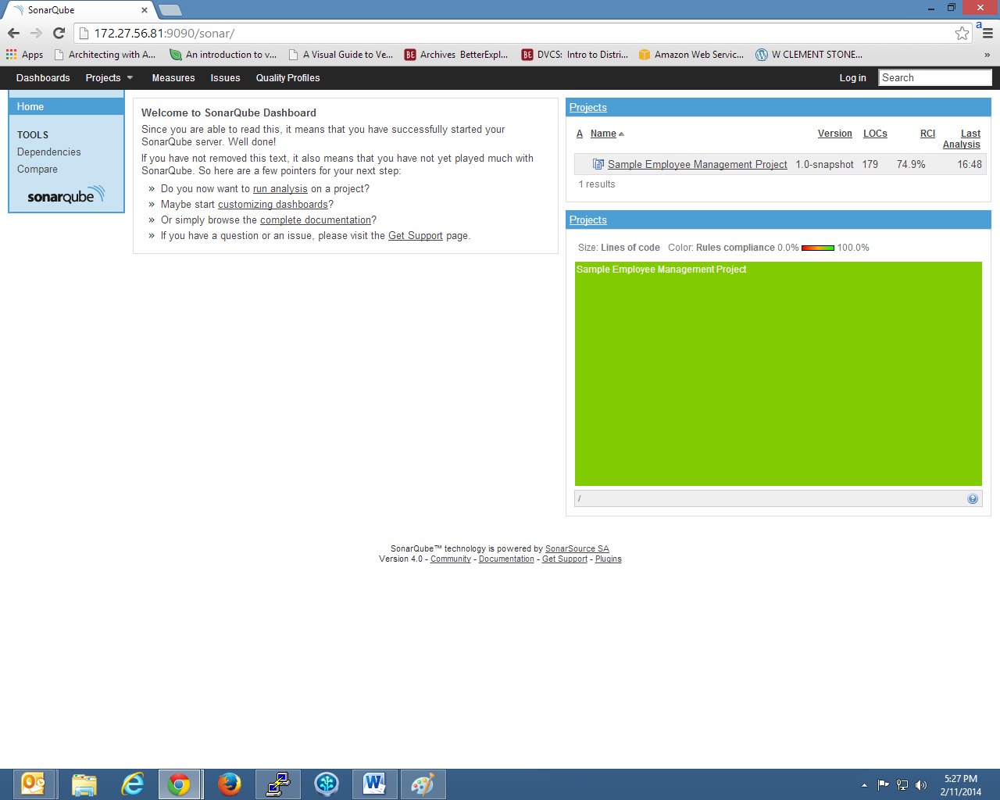 SonarQube
172.27.56.81:9090/sonar/
a
Apps Architecting with A... An introduction to v... A Visual Guide to Ve... BE Archives BetterExpl... BE DVCS: Intro to Distri... Amazon Web Servic... W CLEMENT STONE... »
Dashboards Projects Measures Issues Quality Profiles Log in Search
Home
TOOLS
Dependencies
Compare
sonarqube
Welcome to SonarQube Dashboard
Since you are able to read this, it means that you have successfully started your
SonarQube server. Well done!
If you have not removed this text, it also means that you have not yet played much with
SonarQube. So here are a few pointers for your next step:
» Do you now want to run analysis on a project?
» Maybe start customizing dashboards?
» Or simply browse the complete documentation?
» If you have a question or an issue, please visit the Get Support page.
Projects
A Name Version LOCs RCI Last
Analysis
Sample Employee Management Project 1.0-snapshot 179 74.9% 16:48
1 results
Projects
Size: Lines of code Color: Rules compliance 0.0% 100.0%
Sample Employee Management Project
/ ?
SonarQube™ technology is powered by SonarSource SA
Version 4.0 - Community - Documentation - Get Support - Plugins
5:27 PM
2/11/2014